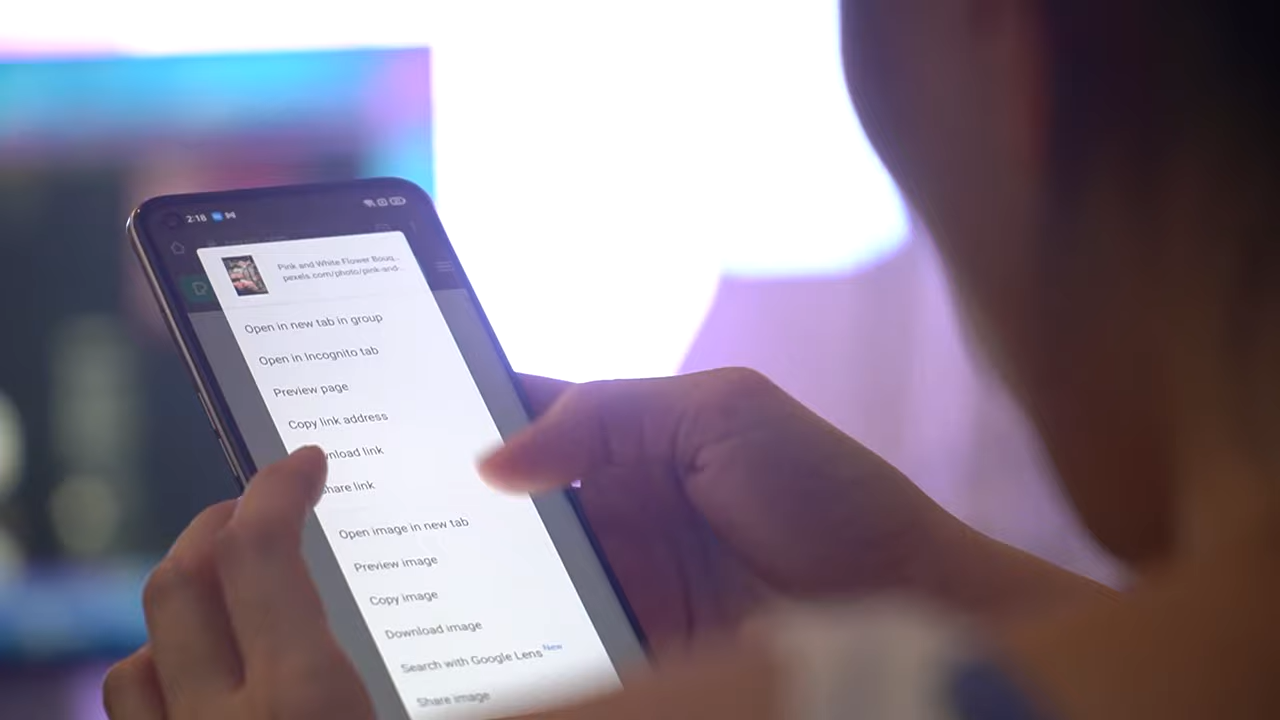 2:18
Pink and White Flower Bouq...
pexels.com/photo/pink-and-...
Open in new tab in group
Open in Incognito tab
Preview page
Copy link address
wnload link
hare link
Open image in new tab
Preview image
Copy image
Download image
Search with Google Lens New
Share image